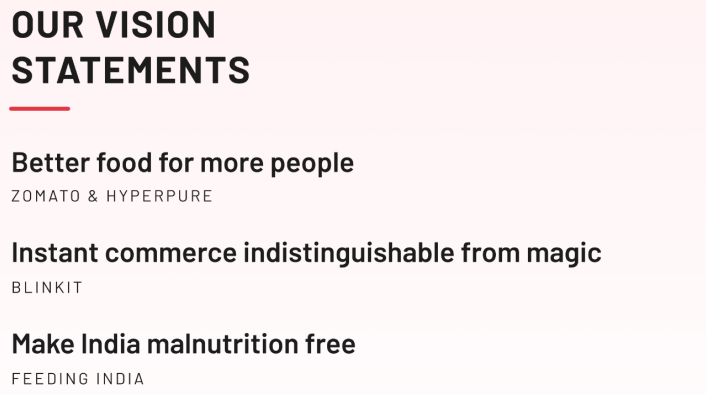 OUR VISION
STATEMENTS
Better food for more people
ZOMATO & HYPERPURE
Instant commerce indistinguishable from magic
BLINKIT
Make India malnutrition free
FEEDING INDIA